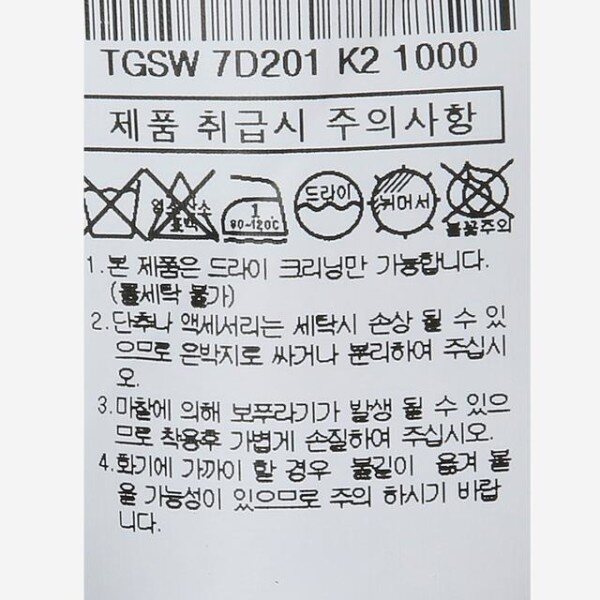 TGSW 7D201 K2 1000
제품 취급시 주의사항
염소산소
표백
1
80-120℃
드라이
뉘어서
불꽃주의
1.본 제품은 드라이 크리닝만 가능합니다.
(물세탁 불가)
2.단추나 액세서리는 세탁시 손상 될 수 있
으므로 은박지로 싸거나 분리하여 주십시
오.
3.마찰에 의해 보푸라기가 발생 될 수 있으
므로 착용후 가볍게 손질하여 주십시오.
4.화기에 가까이 할 경우 불길이 옮겨 붙
을 가능성이 있으므로 주의 하시기 바랍
니다.